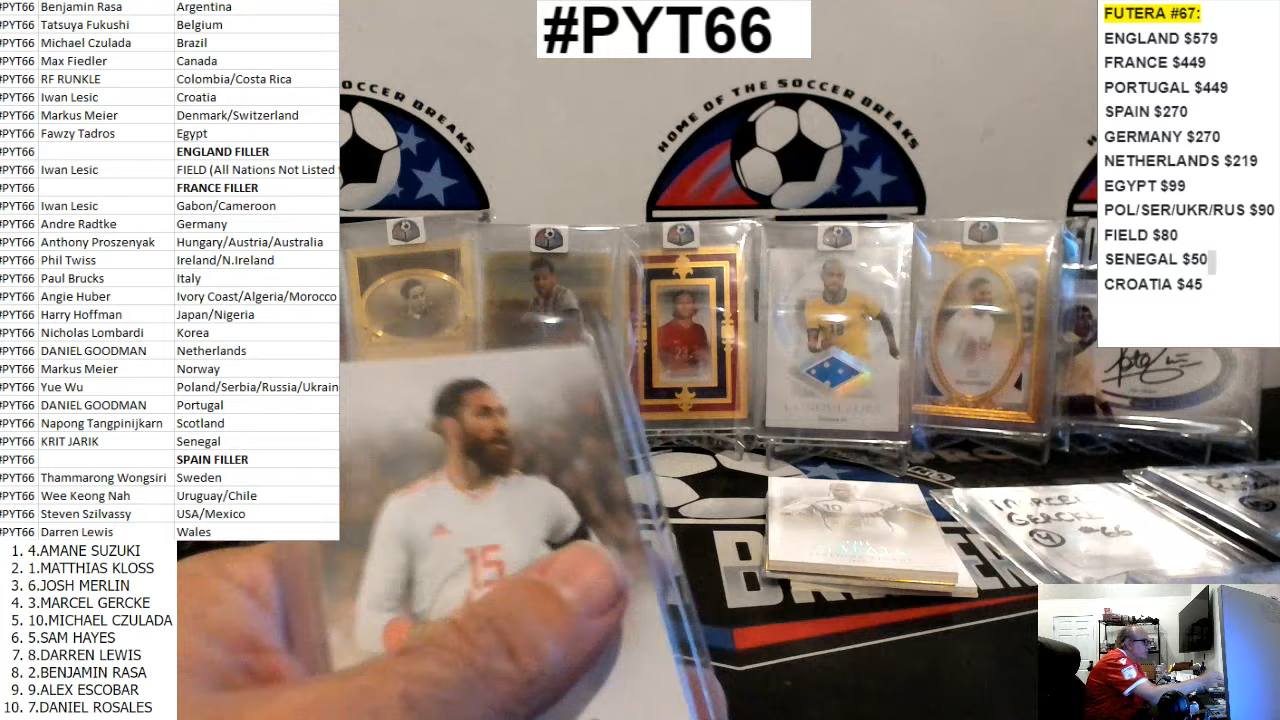 #PYT66 Benjamin Rasa Argentina
#PYT66 Tatsuya Fukushi Belgium
#PYT66 Michael Czulada Brazil
#PYT66 Max Fiedler Canada
#PYT66 RF RUNKLE Colombia/Costa Rica
#PYT66 Iwan Lesic Croatia
#PYT66 Markus Meier Denmark/Switzerland
#PYT66 Fawzy Tadros Egypt
#PYT66 ENGLAND FILLER
#PYT66 Iwan Lesic FIELD (All Nations Not Listed
#PYT66 FRANCE FILLER
#PYT66 Iwan Lesic Gabon/Cameroon
#PYT66 Andre Radtke Germany
#PYT66 Anthony Proszenyak Hungary/Austria/Australia
#PYT66 Phil Twiss Ireland/N.Ireland
#PYT66 Paul Brucks Italy
#PYT66 Angie Huber Ivory Coast/Algeria/Morocco
#PYT66 Harry Hoffman Japan/Nigeria
#PYT66 Nicholas Lombardi Korea
#PYT66 DANIEL GOODMAN Netherlands
#PYT66 Markus Meier Norway
#PYT66 Yue Wu Poland/Serbia/Russia/Ukrain
#PYT66 DANIEL GOODMAN Portugal
#PYT66 Napong Tangpinijkarn Scotland
#PYT66 KRIT JARIK Senegal
#PYT66 SPAIN FILLER
#PYT66 Thammarong Wongsiri Sweden
#PYT66 Wee Keong Nah Uruguay/Chile
#PYT66 Steven Szilvassy USA/Mexico
#PYT66 Darren Lewis Wales
1. 4.AMANE SUZUKI
2. 1.MATTHIAS KLOSS
3. 6.JOSH MERLIN
4. 3.MARCEL GERCKE
5. 10.MICHAEL CZULADA
6. 5.SAM HAYES
7. 8.DARREN LEWIS
8. 2.BENJAMIN RASA
9. 9.ALEX ESCOBAR
10. 7.DANIEL ROSALES
#PYT66
OCCER BREAKS
HOME OF THE SOCCER BREAKS
15
23
18
10
MARCEL
GERCKE
#66
FUTERA #67:
ENGLAND $579
FRANCE $449
PORTUGAL $449
SPAIN $270
GERMANY $270
NETHERLANDS $219
EGYPT $99
POL/SER/UKR/RUS $90
FIELD $80
SENEGAL $50
CROATIA $45